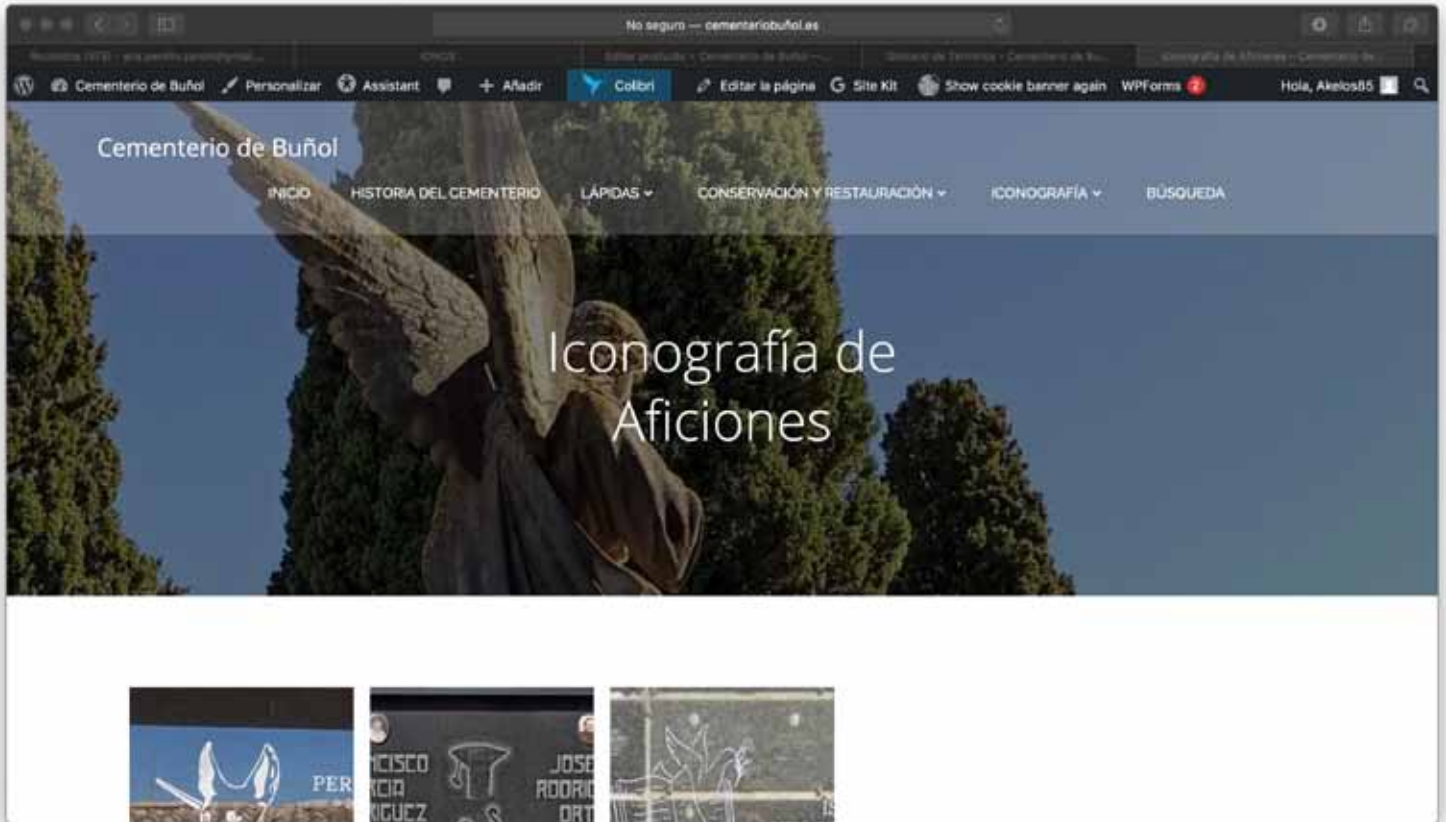 No seguro — cementeriobuñol.es
Cementerio de Buñol Personalizar Assistant + Añadir Colibri Editar la página G Site Kit Show cookie banner again WPForms 2 Hola, Akelos85
Cementerio de Buñol
INICIO HISTORIA DEL CEMENTERIO LÁPIDAS CONSERVACIÓN Y RESTAURACIÓN ICONOGRAFÍA BÚSQUEDA
Iconografía de
Aficiones
PER
NCISCO
RCIA
RIGUEZ
JOSE
RODRIG
ORT